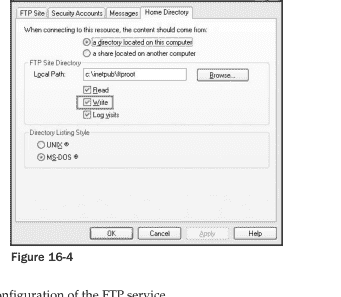 FTP Site Security Accounts Messages Home Directory
When connecting to this resource, the content should come from:
a directory located on this computer
a share located on another computer
FTP Site Directory
Local Path: c:\inetpub\ftproot Browse...
Read
Write
Log visits
Directory Listing Style
UNIX ®
MS-DOS ®
OK Cancel Apply Help
Figure 16-4
onfiguration of the FTP service